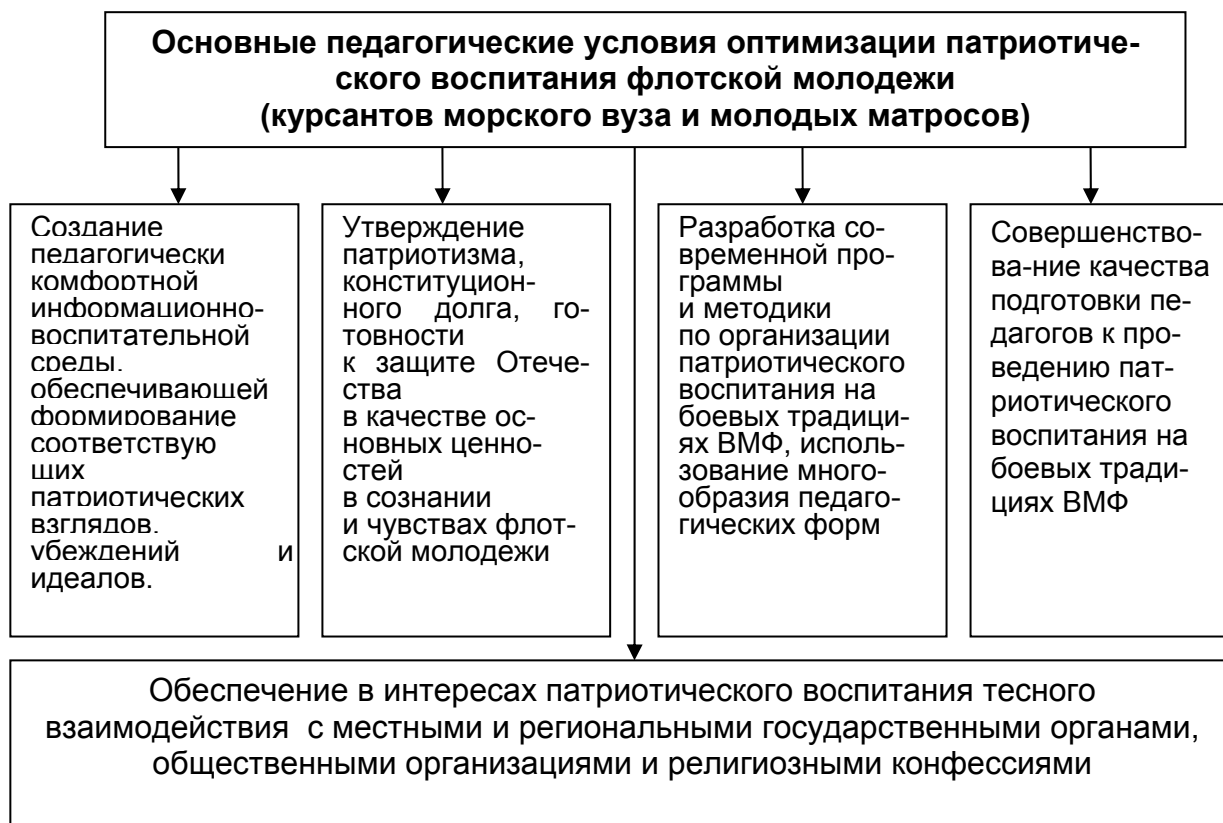 Основные педагогические условия оптимизации патриотиче-
ского воспитания флотской молодежи
(курсантов морского вуза и молодых матросов)
Создание
педагогически
комфортной
информационно-
воспитательной
среды,
обеспечивающей
формирование
соответствую
щих
патриотических
взглядов,
убеждений и
идеалов.
Утверждение
патриотизма,
конституцион-
ного долга, го-
товности
к защите Отече-
ства
в качестве ос-
новных ценно-
стей
в сознании
и чувствах флот-
ской молодежи
Разработка со-
временной про-
граммы
и методики
по организации
патриотического
воспитания на
боевых традици-
ях ВМФ, исполь-
зование много-
образия педаго-
гических форм
Совершенство-
ва-ние качества
подготовки пе-
дагогов к про-
ведению пат-
риотического
воспитания на
боевых тради-
циях ВМФ
Обеспечение в интересах патриотического воспитания тесного
взаимодействия с местными и региональными государственными органами,
общественными организациями и религиозными конфессиями